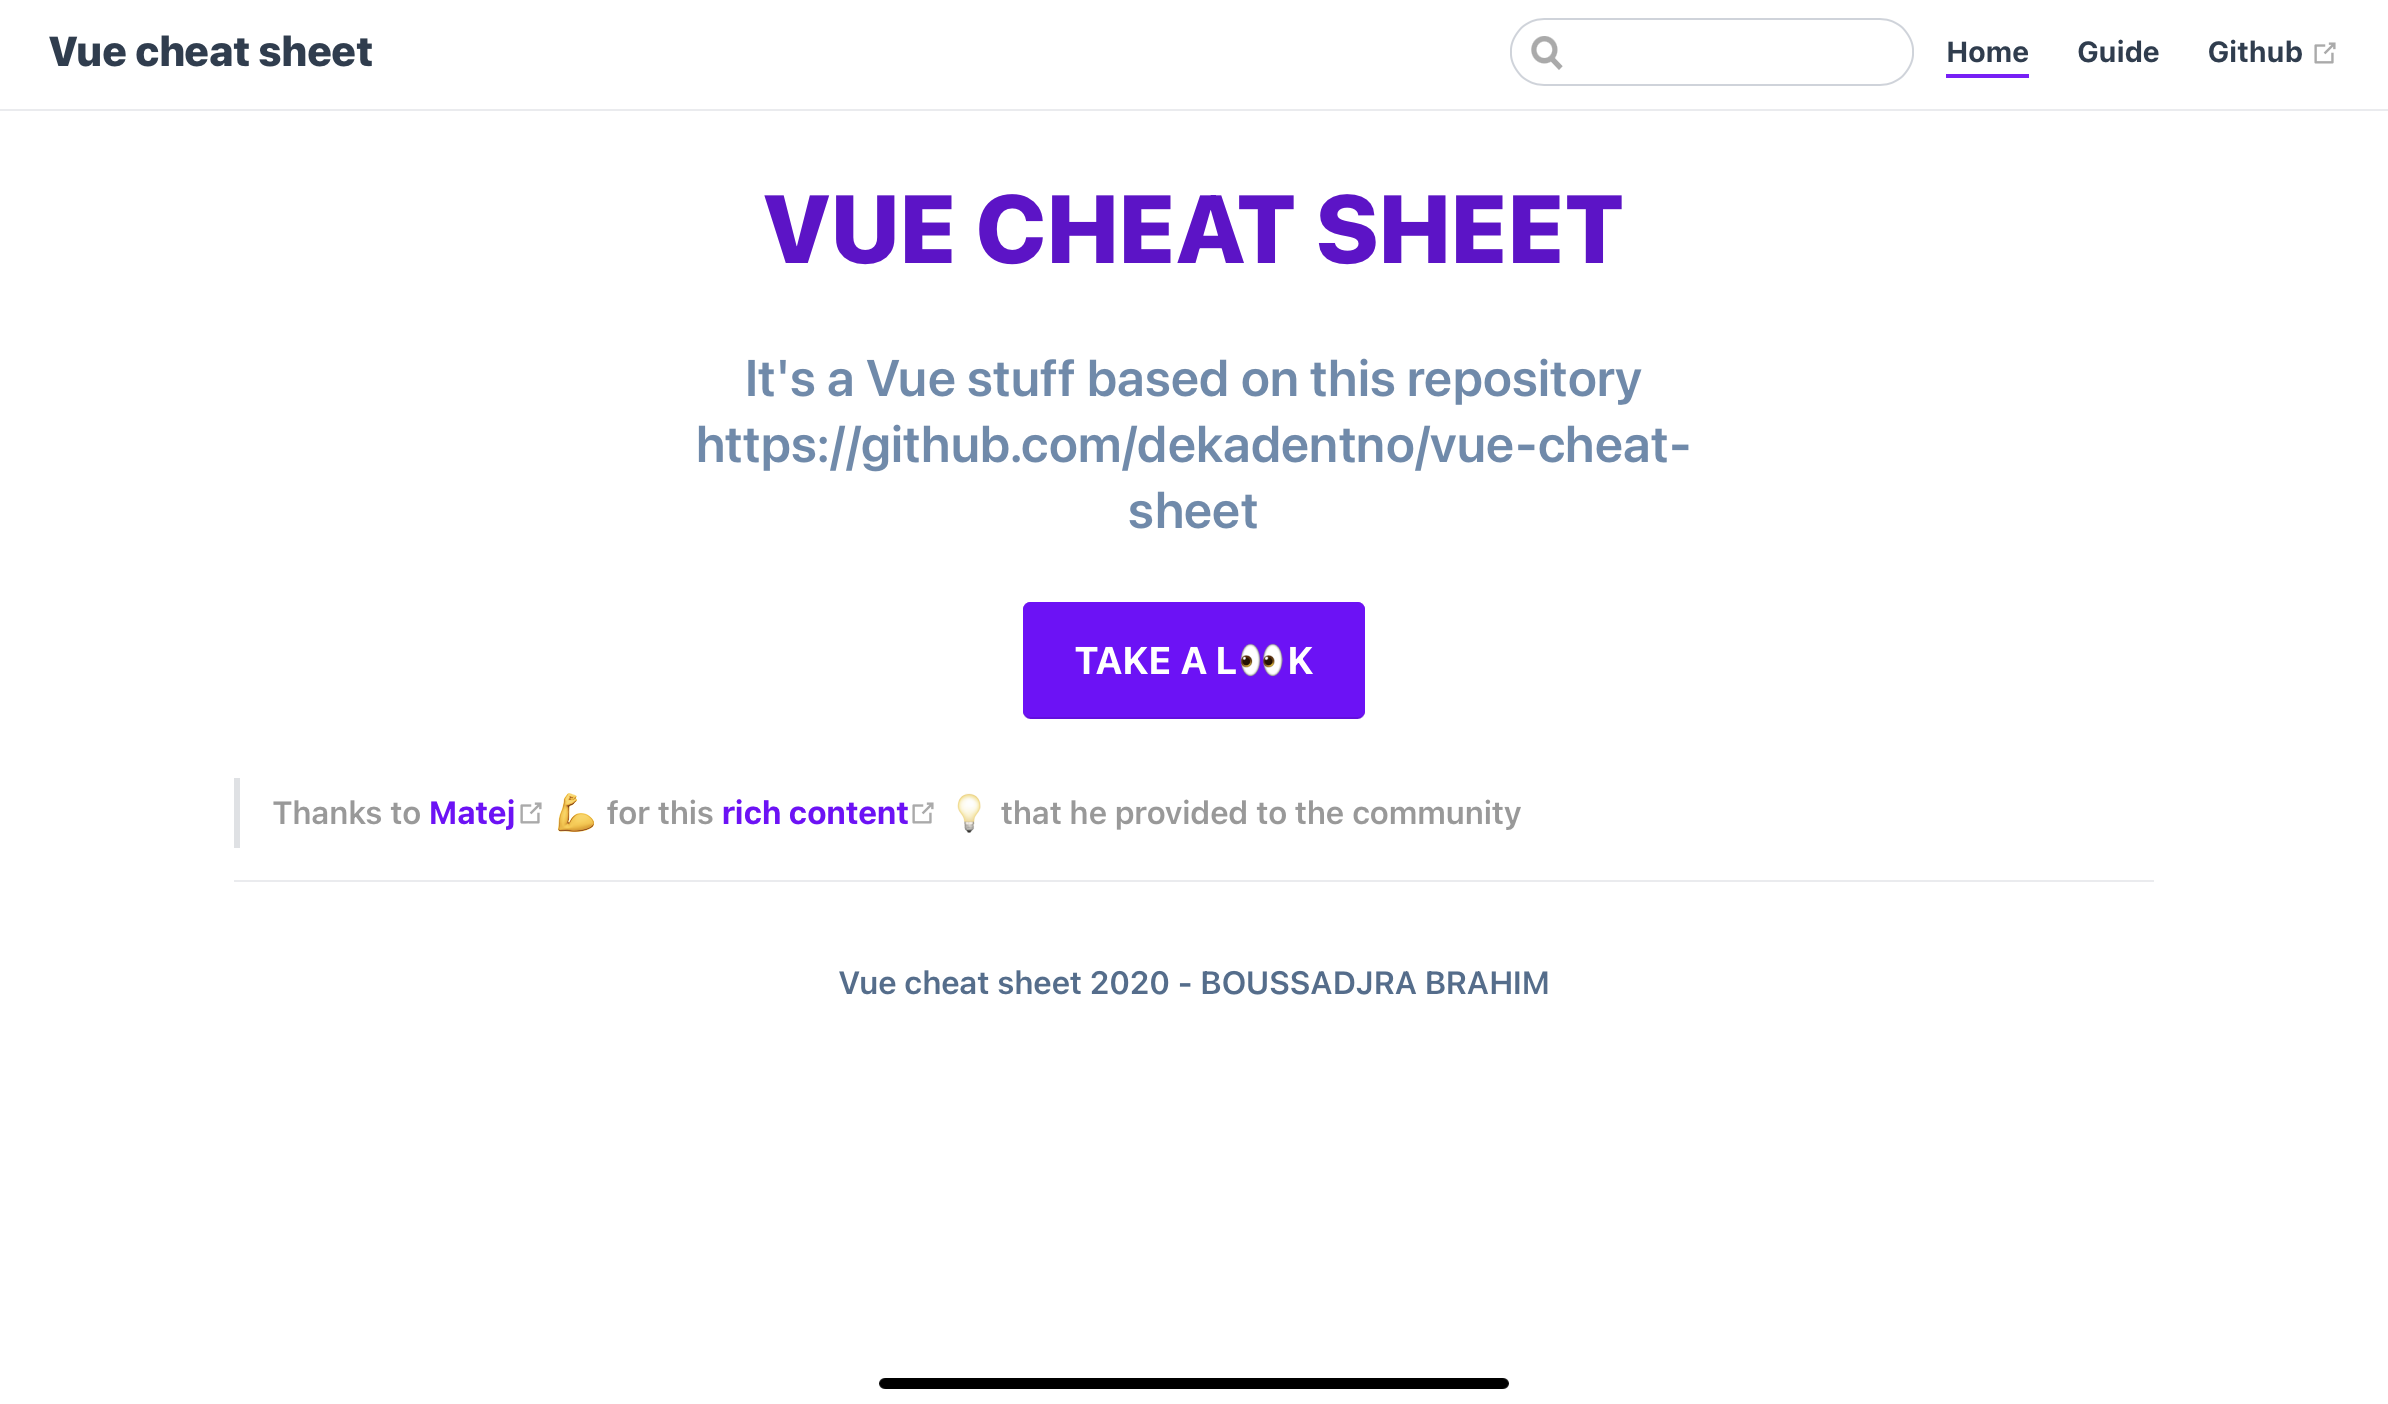 Vue cheat sheet
Home Guide Github
VUE CHEAT SHEET
It's a Vue stuff based on this repository
https://github.com/dekadentno/vue-cheat-
sheet
TAKE A L👀K
Thanks to Matej 💪 for this rich content 💡 that he provided to the community
Vue cheat sheet 2020 - BOUSSADJRA BRAHIM